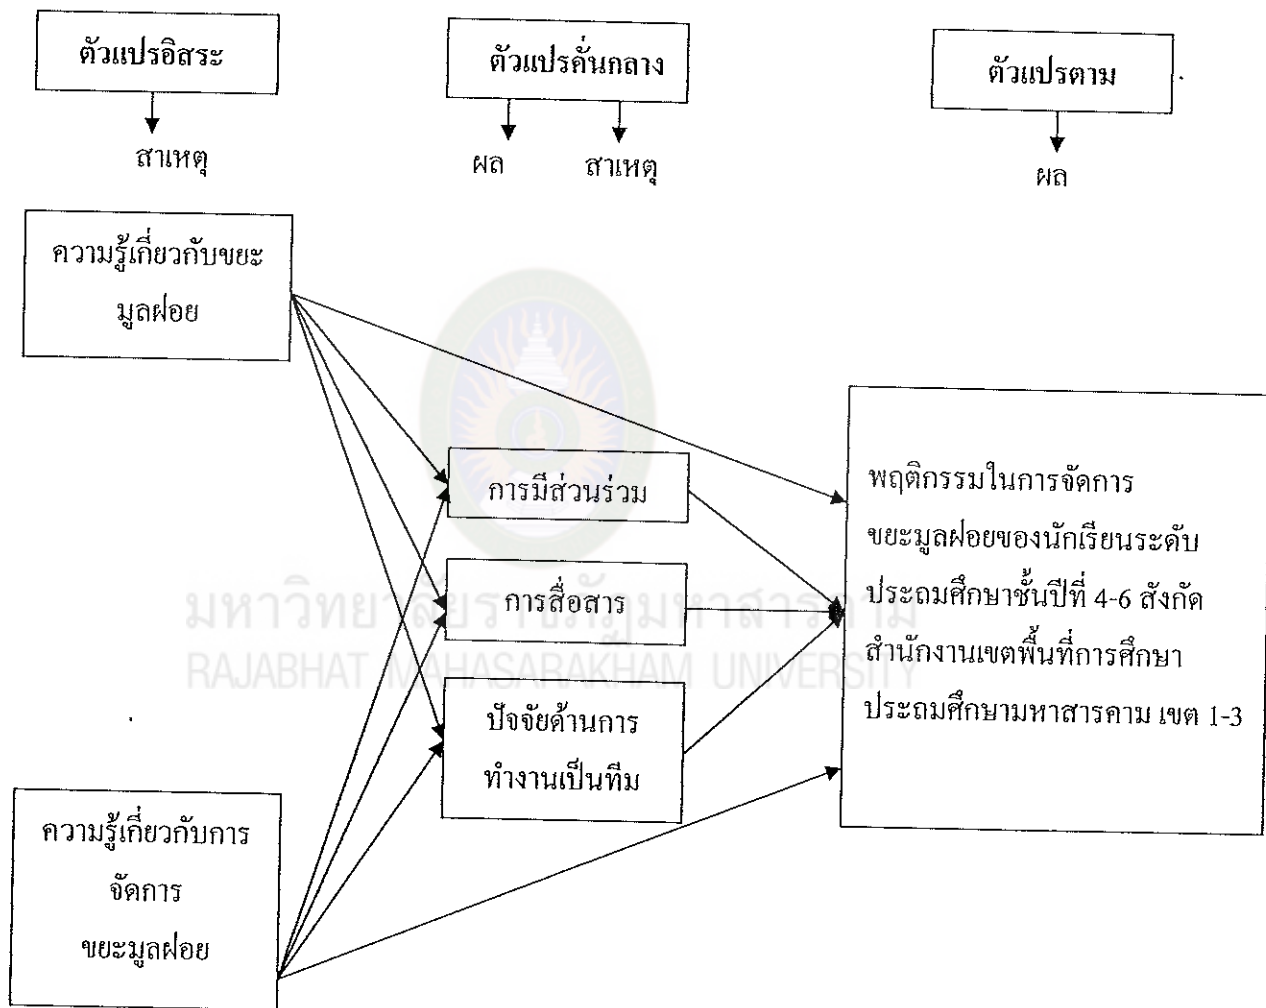 ตัวแปรอิสระ
ตัวแปรคั่นกลาง
ตัวแปรตาม
สาเหตุ
ผล
สาเหตุ
ผล
ความรู้เกี่ยวกับขยะ
มูลฝอย
การมีส่วนร่วม
การสื่อสาร
ปัจจัยด้านการ
ทำงานเป็นทีม
พฤติกรรมในการจัดการ
ขยะมูลฝอยของนักเรียนระดับ
ประถมศึกษาชั้นปีที่ 4-6 สังกัด
สำนักงานเขตพื้นที่การศึกษา
ประถมศึกษามหาสารคาม เขต 1-3
ความรู้เกี่ยวกับการ
จัดการ
ขยะมูลฝอย
มหาวิทยาลัยราชภัฏมหาสารคาม
RAJABHAT MAHASARAKHAM UNIVERSITY